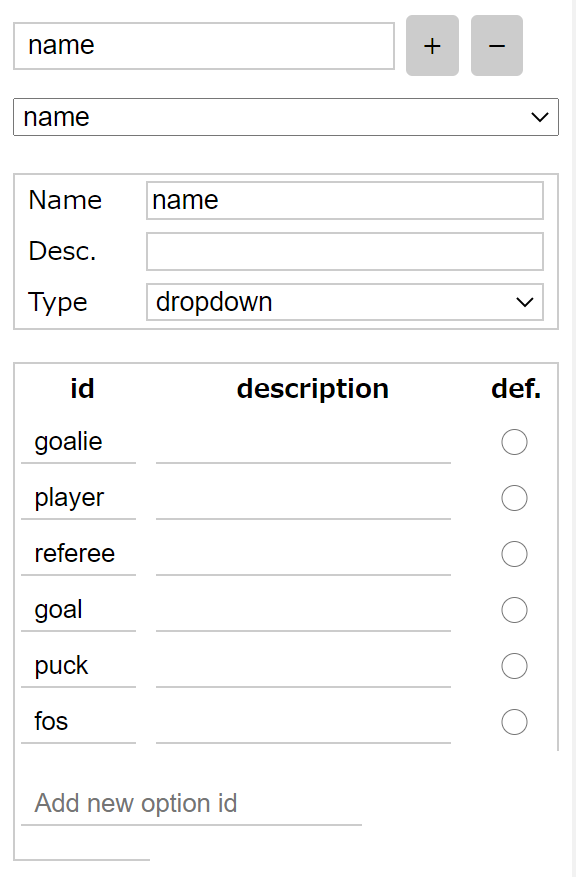 name + −
name
Name name
Desc.
Type dropdown
id description def.
goalie
player
referee
goal
puck
fos
Add new option id